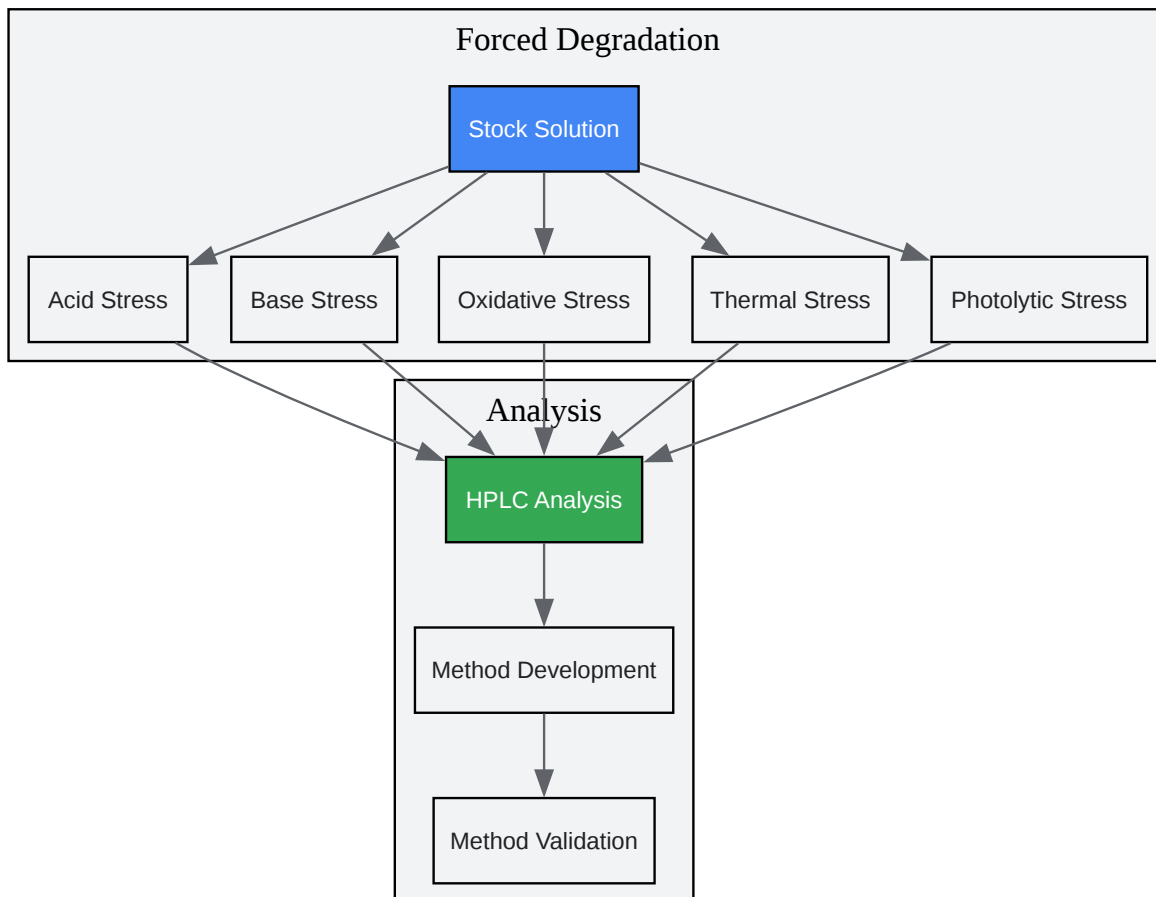 Forced Degradation
Stock Solution
Acid Stress
Base Stress
Oxidative Stress
Thermal Stress
Photolytic Stress
Analysis
HPLC Analysis
Method Development
Method Validation